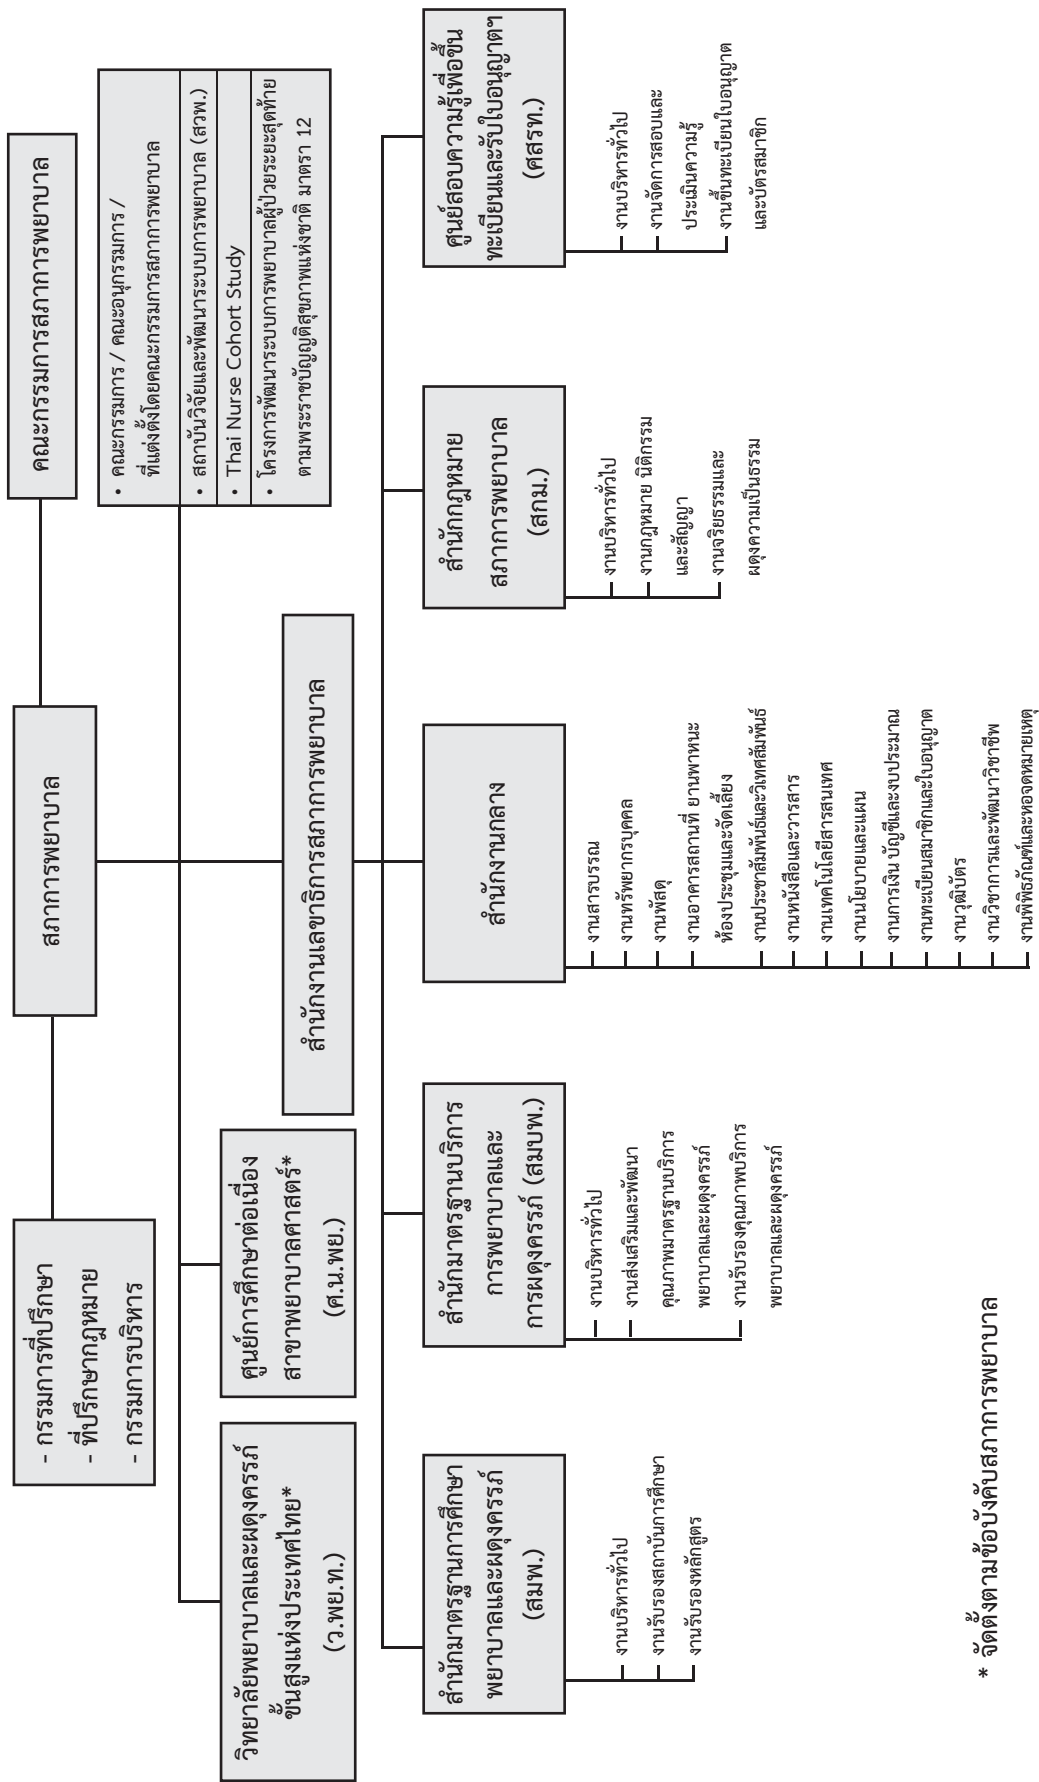 สภาการพยาบาล
คณะกรรมการสภาการพยาบาล
- กรรมการที่ปรึกษา
- ที่ปรึกษากฎหมาย
- กรรมการบริหาร
• คณะกรรมการ / คณะอนุกรรมการ /
ที่แต่งตั้งโดยคณะกรรมการสภาการพยาบาล
• สถาบันวิจัยและพัฒนาระบบการพยาบาล (สวพ.)
• Thai Nurse Cohort Study
• โครงการพัฒนาระบบการพยาบาลผู้ป่วยระยะสุดท้าย
ตามพระราชบัญญัติสุขภาพแห่งชาติ มาตรา 12
วิทยาลัยพยาบาลและผดุงครรภ์
ขั้นสูงแห่งประเทศไทย*
(ว.พย.ท.)
ศูนย์การศึกษาต่อเนื่อง
สาขาพยาบาลศาสตร์*
(ศ.น.พย.)
สำนักงานเลขาธิการสภาการพยาบาล
สำนักมาตรฐานการศึกษา
พยาบาลและผดุงครรภ์
(สมพ.)
งานบริหารทั่วไป
งานรับรองสถาบันการศึกษา
งานรับรองหลักสูตร
สำนักมาตรฐานบริการ
การพยาบาลและ
การผดุงครรภ์ (สมบพ.)
งานบริหารทั่วไป
งานส่งเสริมและพัฒนา
คุณภาพมาตรฐานบริการ
พยาบาลและผดุงครรภ์
งานรับรองคุณภาพบริการ
พยาบาลและผดุงครรภ์
สำนักงานกลาง
งานสารบรรณ
งานทรัพยากรบุคคล
งานพัสดุ
งานอาคารสถานที่ ยานพาหนะ
ห้องประชุมและจัดเลี้ยง
งานประชาสัมพันธ์และวิเทศสัมพันธ์
งานหนังสือและวารสาร
งานเทคโนโลยีสารสนเทศ
งานนโยบายและแผน
งานการเงิน บัญชีและงบประมาณ
งานทะเบียนสมาชิกและใบอนุญาต
งานวุฒิบัตร
งานวิชาการและพัฒนาวิชาชีพ
งานพิพิธภัณฑ์และหอจดหมายเหตุ
สำนักกฎหมาย
สภาการพยาบาล
(สกม.)
งานบริหารทั่วไป
งานกฎหมาย นิติกรรม
และสัญญา
งานจริยธรรมและ
ผดุงความเป็นธรรม
ศูนย์สอบความรู้เพื่อขึ้น
ทะเบียนและรับใบอนุญาตฯ
(ศสรท.)
งานบริหารทั่วไป
งานจัดการสอบและ
ประเมินความรู้
งานขึ้นทะเบียนใบอนุญาต
และบัตรสมาชิก
* จัดตั้งตามข้อบังคับสภาการพยาบาล